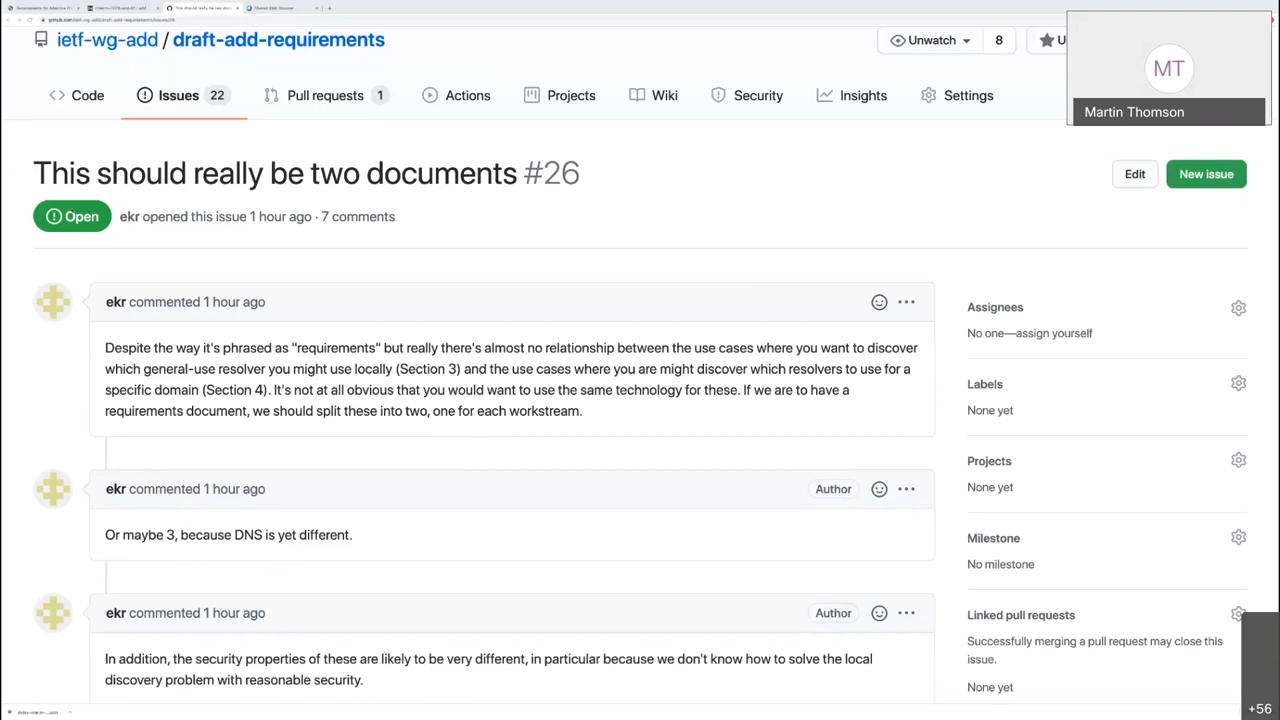 ietf-wg-add / draft-add-requirements
Unwatch
8
MT
Martin Thomson
Code
Issues 22
Pull requests 1
Actions
Projects
Wiki
Security
Insights
Settings
This should really be two documents #26
Edit
New issue
Open
ekr opened this issue 1 hour ago · 7 comments
ekr commented 1 hour ago
Despite the way it's phrased as "requirements" but really there's almost no relationship between the use cases where you want to discover
which general-use resolver you might use locally (Section 3) and the use cases where you are might discover which resolvers to use for a
specific domain (Section 4). It's not at all obvious that you would want to use the same technology for these. If we are to have a
requirements document, we should split these into two, one for each workstream.
ekr commented 1 hour ago
Author
Or maybe 3, because DNS is yet different.
ekr commented 1 hour ago
Author
In addition, the security properties of these are likely to be very different, in particular because we don't know how to solve the local
discovery problem with reasonable security.
Assignees
No one—assign yourself
Labels
None yet
Projects
None yet
Milestone
No milestone
Linked pull requests
Successfully merging a pull request may close this
issue.
None yet
+56